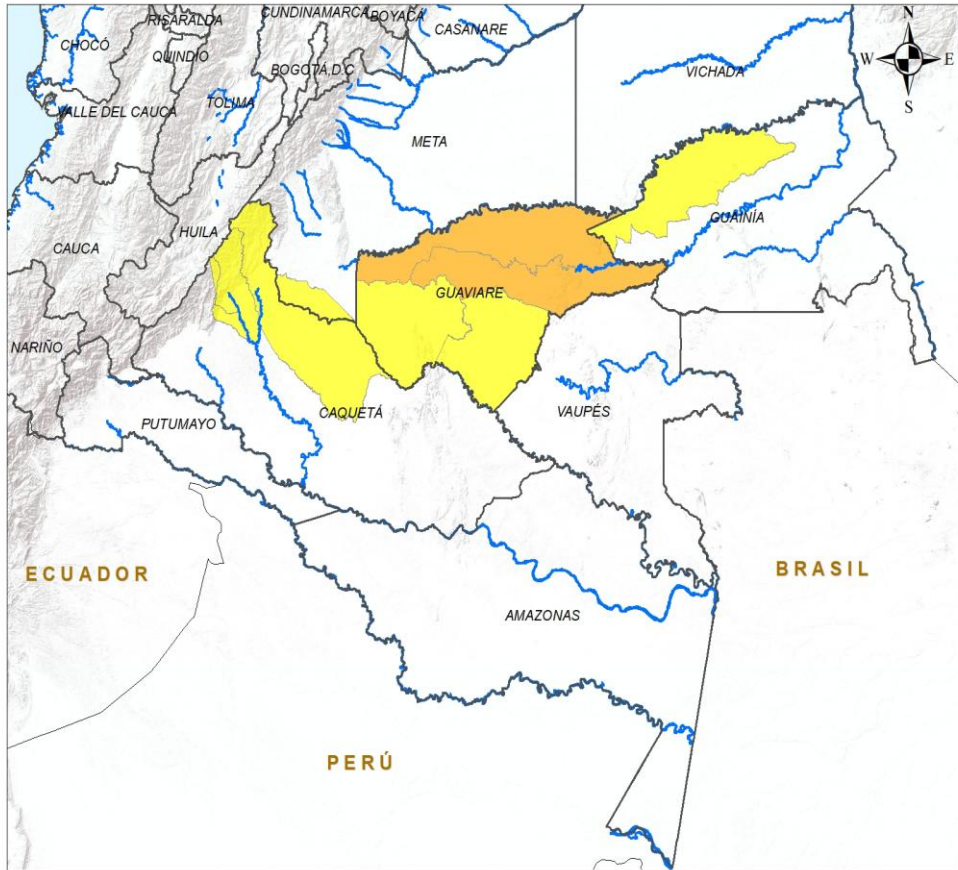 CUNDINAMARCA
BOYACÁ
RISARALDA
CASANARE
N
CHOCÓ
QUINDIO
BOGOTÁ,D.C
W
E
VICHADA
TOLIMA
S
VALLE DEL CAUCA
META
GUAINÍA
HUILA
CAUCA
GUAVIARE
NARIÑO
CAQUETÁ
VAUPÉS
PUTUMAYO
ECUADOR
BRASIL
AMAZONAS
PERÚ